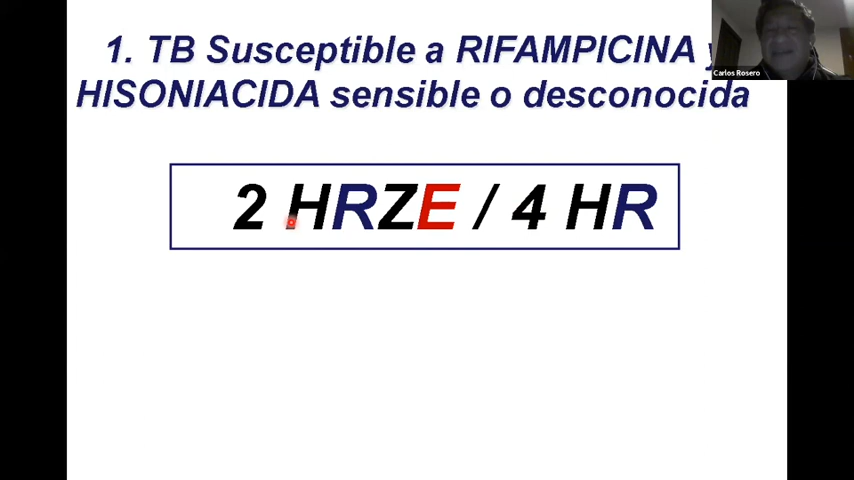 1. TB Susceptible a RIFAMPICINA y
HISONIACIDA sensible o desconocida
2 HRZE / 4 HR
Carlos Rosero